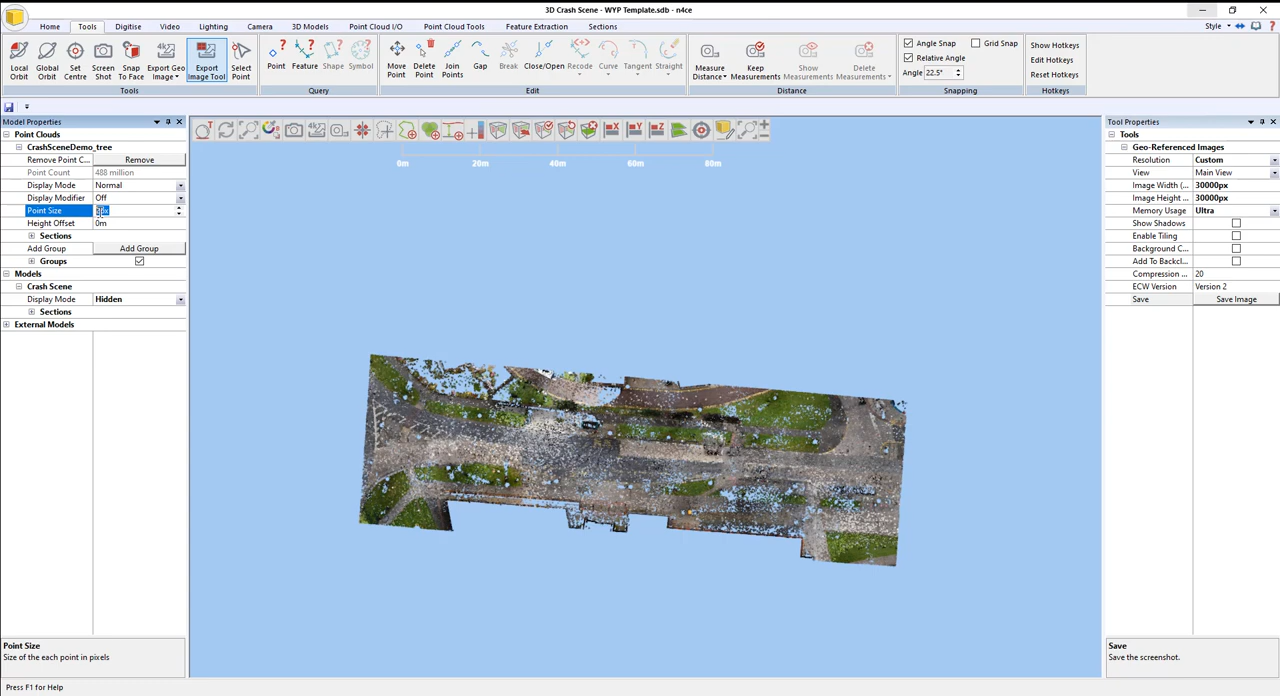 3D Crash Scene - WYP Template.sdb - n4ce
Home Tools Digitise Video Lighting Camera 3D Models Point Cloud I/O Point Cloud Tools Feature Extraction Sections Style
Local Orbit Global Orbit Set Centre Screen Shot Snap To Face Export Geo Image Export Image Tool Select Point
Point Feature Shape Symbol
Move Point Delete Point Join Points Gap Break Close/Open Recode Curve Tangent Straight
Measure Distance Keep Measurements Show Measurements Delete Measurements
Angle Snap Grid Snap
Relative Angle
Angle 22.5°
Show Hotkeys
Edit Hotkeys
Reset Hotkeys
Tools Query Edit Distance Snapping Hotkeys
Model Properties
Point Clouds
CrashSceneDemo_tree
Remove Point C... Remove
Point Count 488 million
Display Mode Normal
Display Modifier Off
Point Size
Height Offset 0m
Sections
Add Group Add Group
Groups
Models
Crash Scene
Display Mode Hidden
Sections
External Models
0m 20m 40m 60m 80m
Tool Properties
Tools
Geo-Referenced Images
Resolution Custom
View Main View
Image Width (... 30000px
Image Height ... 30000px
Memory Usage Ultra
Show Shadows
Enable Tiling
Background C...
Add To Backcl...
Compression ... 20
ECW Version Version 2
Save Save Image
Point Size
Size of the each point in pixels
Save
Save the screenshot.
Press F1 for Help